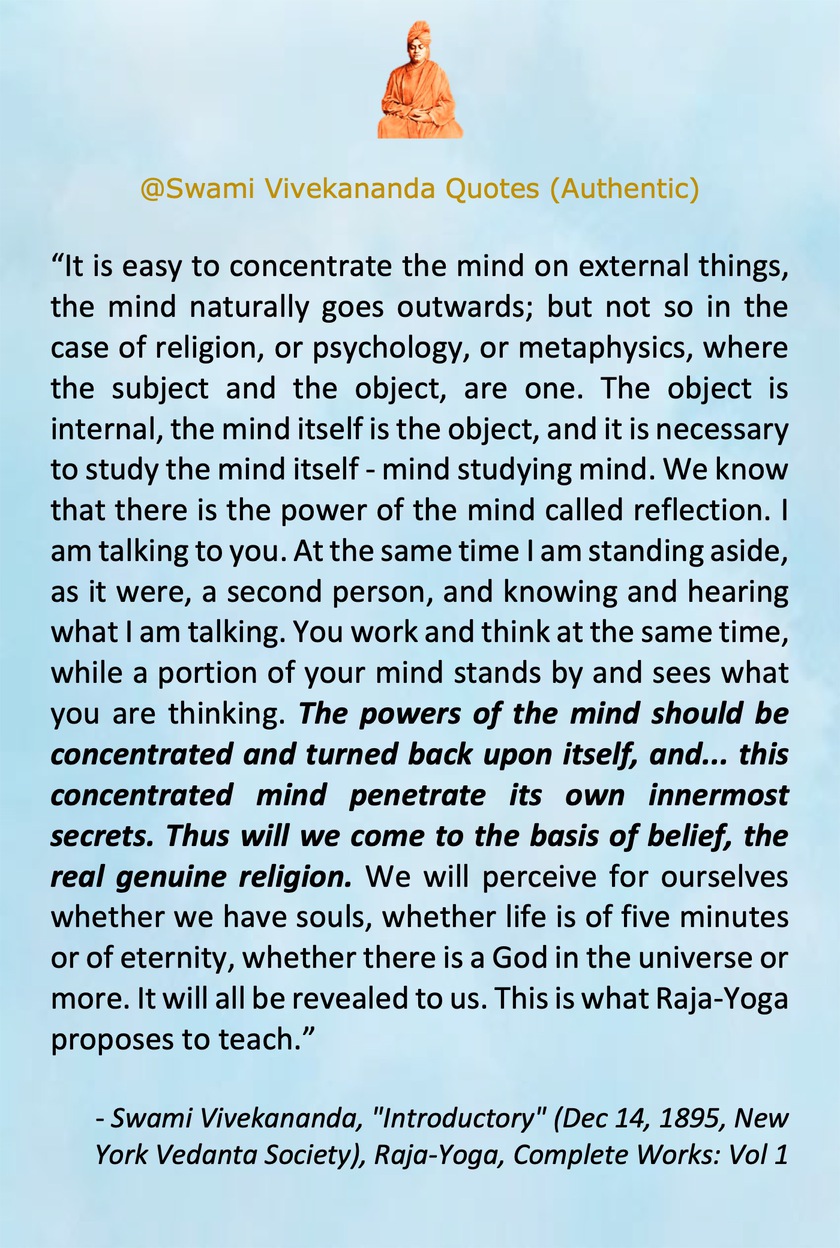 @Swami Vivekananda Quotes (Authentic)
“It is easy to concentrate the mind on external things,
the mind naturally goes outwards; but not so in the
case of religion, or psychology, or metaphysics, where
the subject and the object, are one. The object is
internal, the mind itself is the object, and it is necessary
to study the mind itself - mind studying mind. We know
that there is the power of the mind called reflection. I
am talking to you. At the same time I am standing aside,
as it were, a second person, and knowing and hearing
what I am talking. You work and think at the same time,
while a portion of your mind stands by and sees what
you are thinking. The powers of the mind should be
concentrated and turned back upon itself, and... this
concentrated mind penetrate its own innermost
secrets. Thus will we come to the basis of belief, the
real genuine religion. We will perceive for ourselves
whether we have souls, whether life is of five minutes
or of eternity, whether there is a God in the universe or
more. It will all be revealed to us. This is what Raja-Yoga
proposes to teach.”
- Swami Vivekananda, "Introductory" (Dec 14, 1895, New
York Vedanta Society), Raja-Yoga, Complete Works: Vol 1